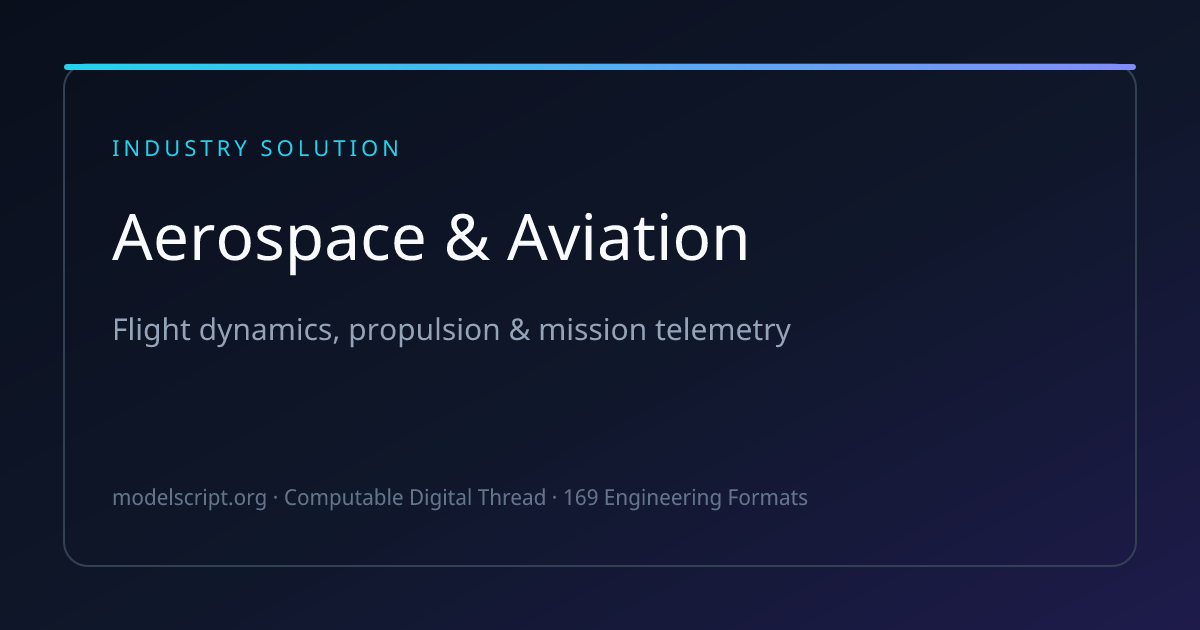 INDUSTRY SOLUTION
Aerospace & Aviation
Flight dynamics, propulsion & mission telemetry
modelscript.org · Computable Digital Thread · 169 Engineering Formats